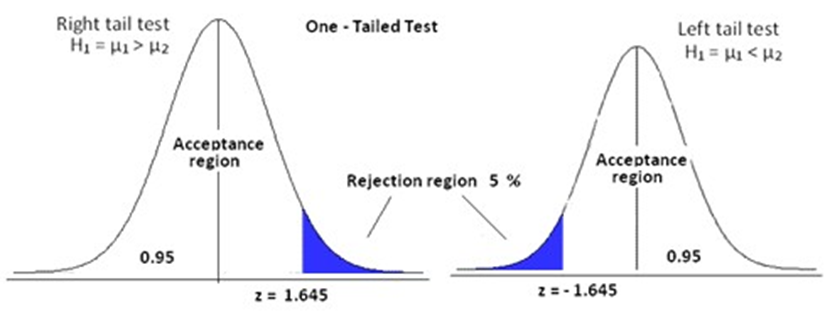 Right tail test
H₁ = µ₁ > µ₂
One - Tailed Test
Left tail test
H₁ = µ₁ < µ₂
Acceptance
region
Rejection region 5 %
Acceptance
region
0.95
0.95
z = 1.645
z = - 1.645